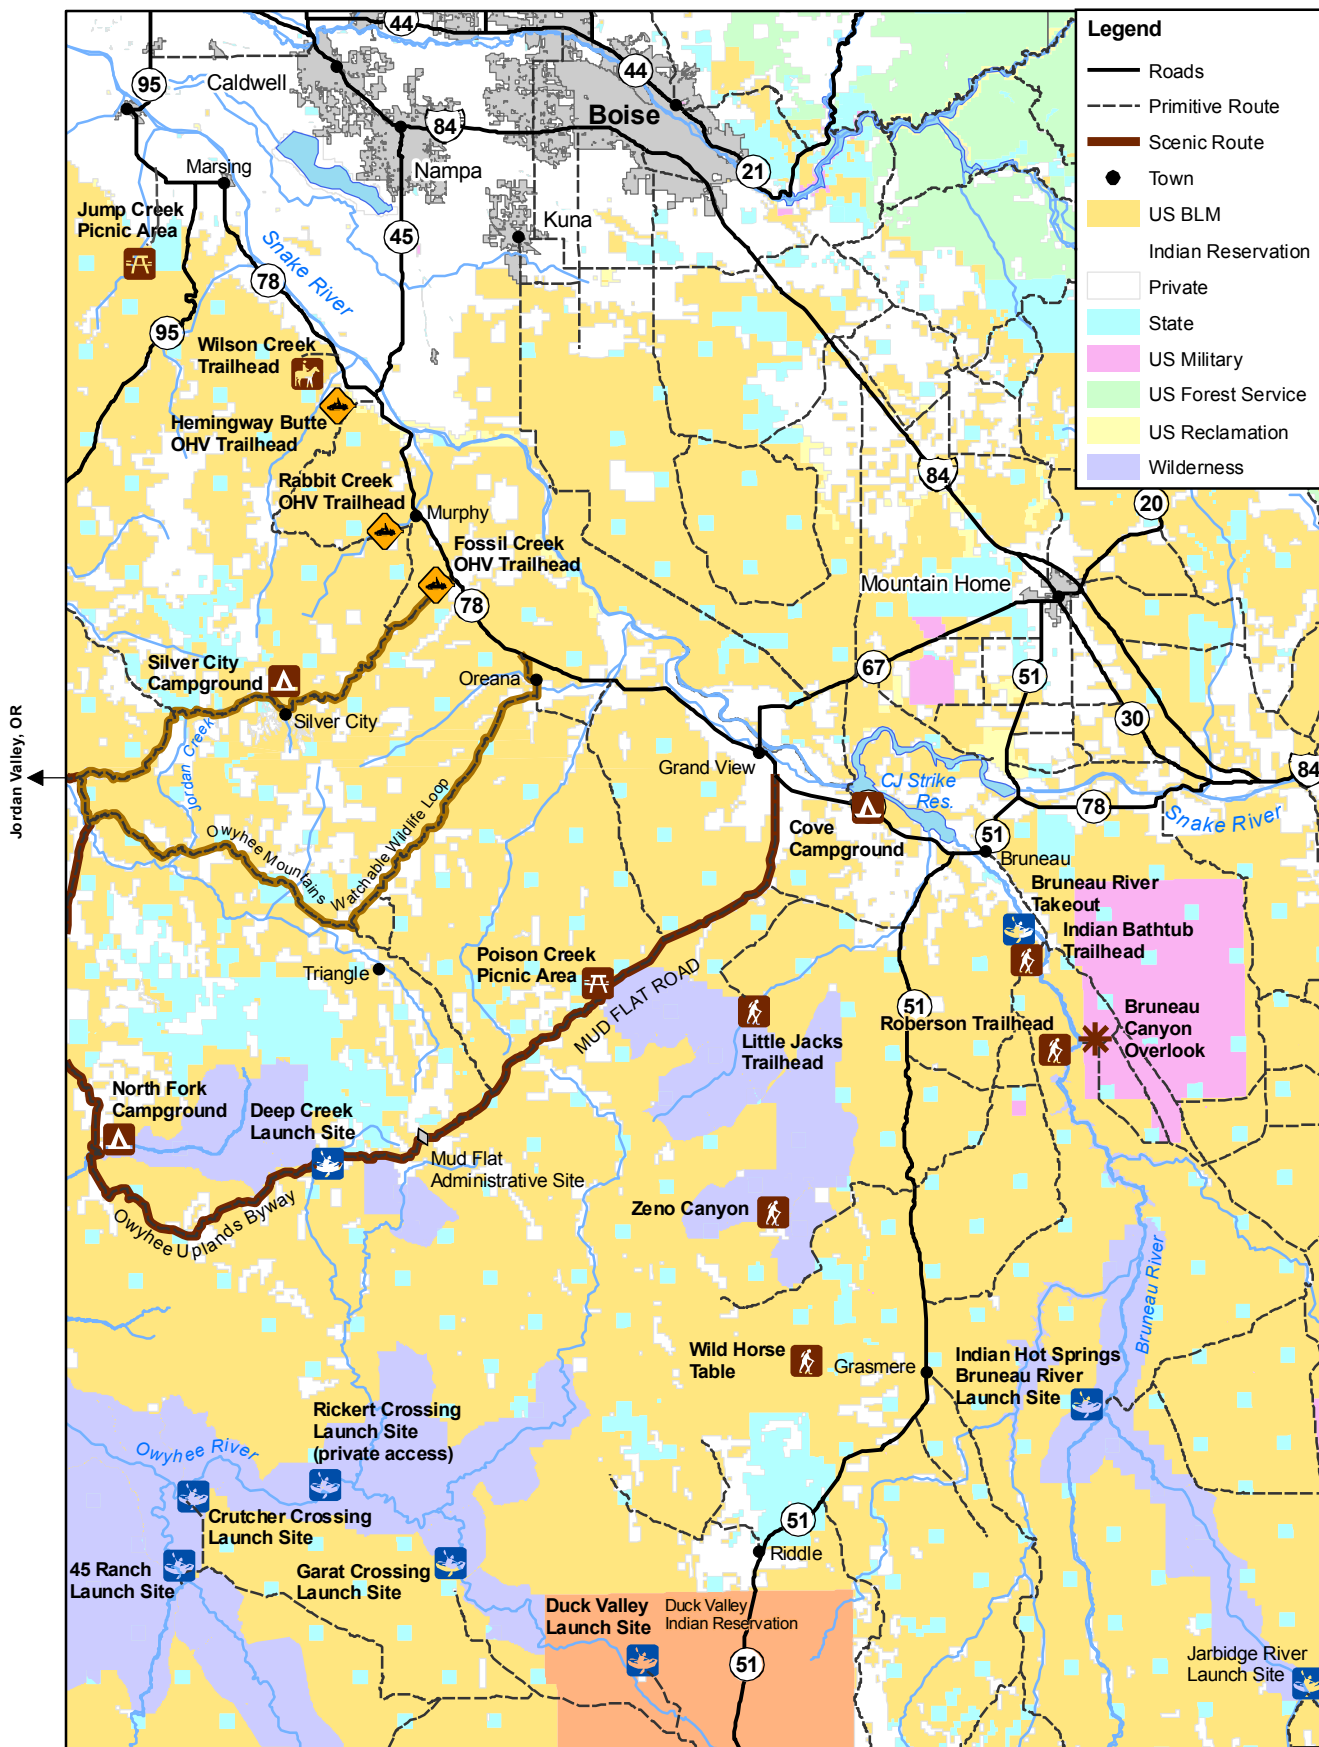 Legend
Roads
Primitive Route
Scenic Route
Town
US BLM
Indian Reservation
Private
State
US Military
US Forest Service
US Reclamation
Wilderness
44
44
95
Caldwell
Boise
84
Nampa
21
Marsing
Kuna
Jump Creek
Picnic Area
45
Snake River
78
95
Wilson Creek
Trailhead
Hemingway Butte
OHV Trailhead
Rabbit Creek
OHV Trailhead
Murphy
84
20
Fossil Creek
OHV Trailhead
Mountain Home
78
Silver City
Campground
Oreana
67
51
Silver City
30
Jordan Creek
Grand View
84
Jordan Valley, OR
CJ Strike
Res.
78
Snake River
Owyhee Mountains
Watchable Wildlife Loop
Cove
Campground
51
Bruneau
Bruneau River
Takeout
Indian Bathtub
Trailhead
Triangle
Poison Creek
Picnic Area
MUD FLAT ROAD
51
Bruneau
Canyon
Overlook
Roberson Trailhead
Little Jacks
Trailhead
North Fork
Campground
Deep Creek
Launch Site
Mud Flat
Administrative Site
Owyhee Uplands Byway
Zeno Canyon
Bruneau River
Wild Horse
Table
Grasmere
Indian Hot Springs
Bruneau River
Launch Site
Rickert Crossing
Launch Site
(private access)
Owyhee River
Crutcher Crossing
Launch Site
51
Riddle
45 Ranch
Launch Site
Garat Crossing
Launch Site
Duck Valley
Launch Site
Duck Valley
Indian Reservation
51
Jarbidge River
Launch Site